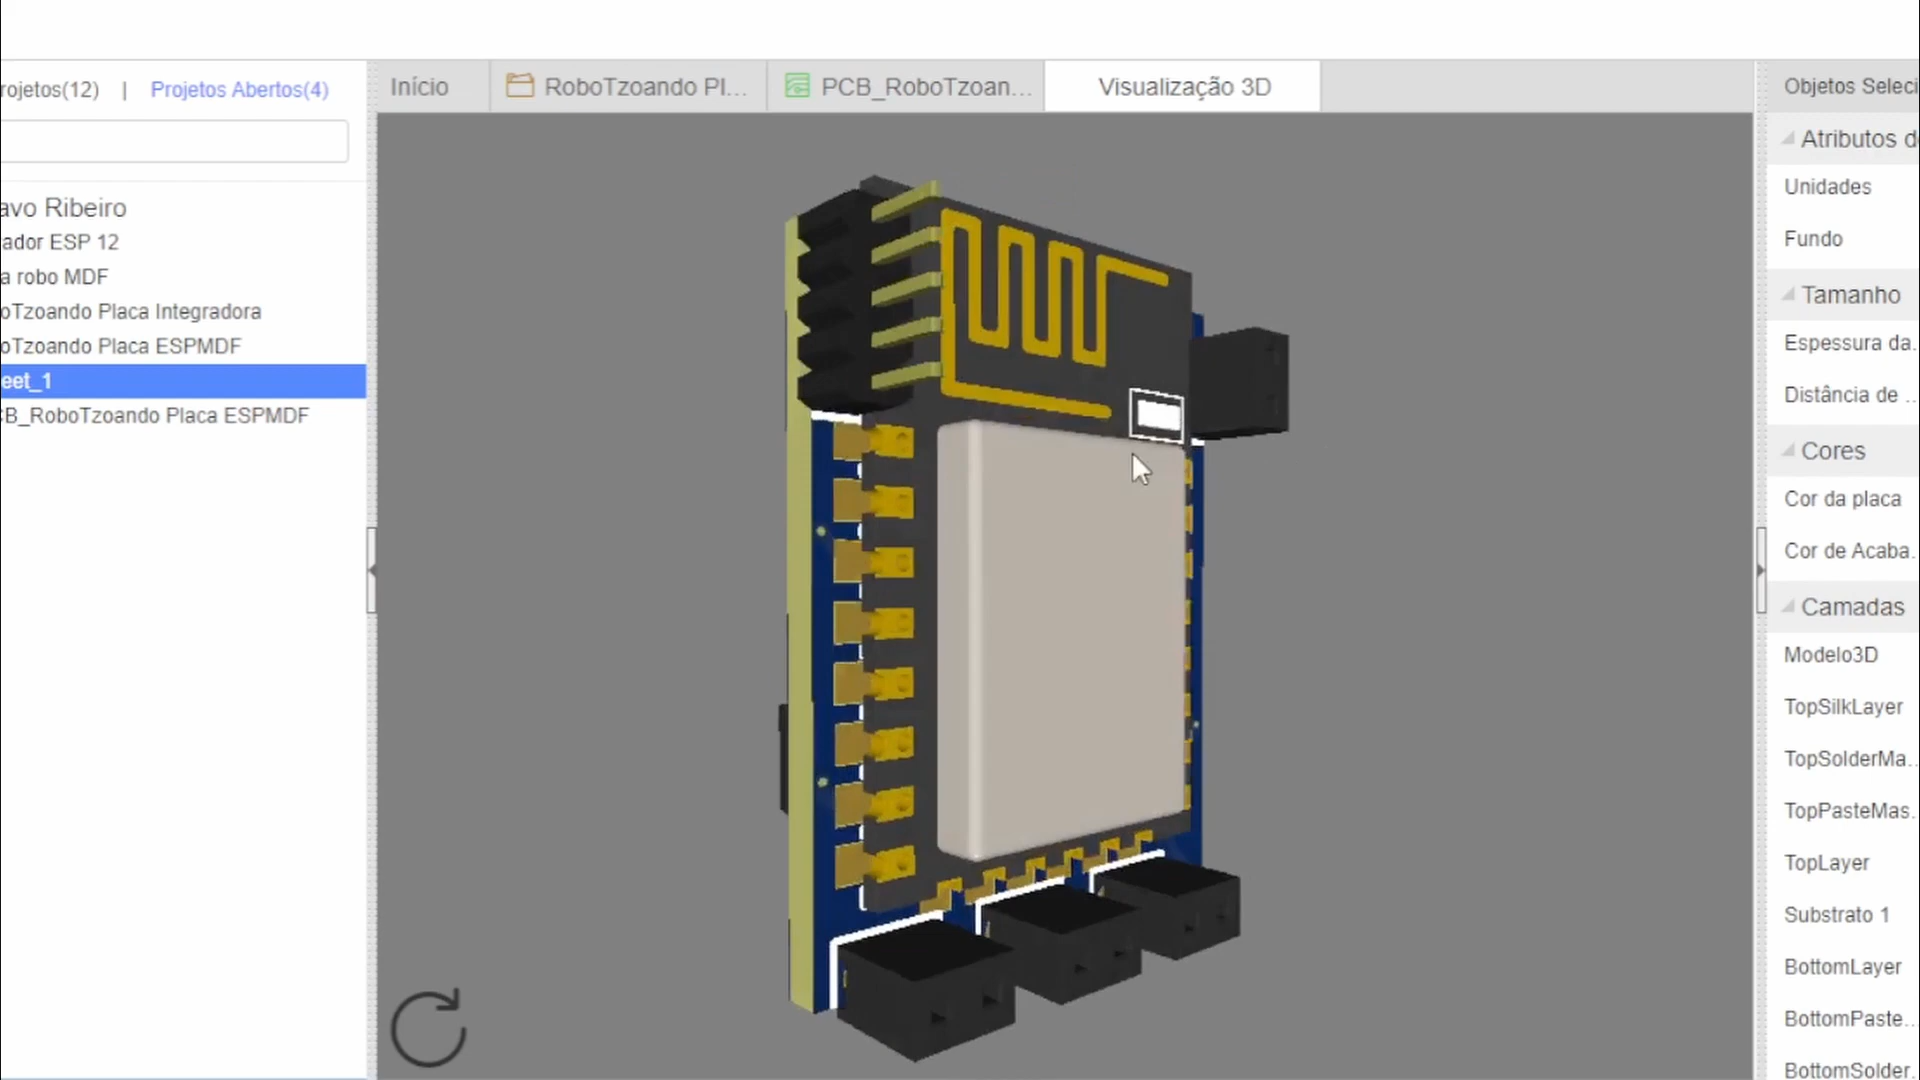 rojetos(12) | Projetos Abertos(4)
Início
RoboTzoando Pl...
PCB_RoboTzoan...
Visualização 3D
avo Ribeiro
ador ESP 12
a robo MDF
oTzoando Placa Integradora
oTzoando Placa ESPMDF
eet_1
CB_RoboTzoando Placa ESPMDF
Objetos Seleci
Atributos d
Unidades
Fundo
Tamanho
Espessura da...
Distância de ...
Cores
Cor da placa
Cor de Acaba...
Camadas
Modelo3D
TopSilkLayer
TopSolderMa...
TopPasteMas...
TopLayer
Substrato 1
BottomLayer
BottomPaste...
BottomSolder...